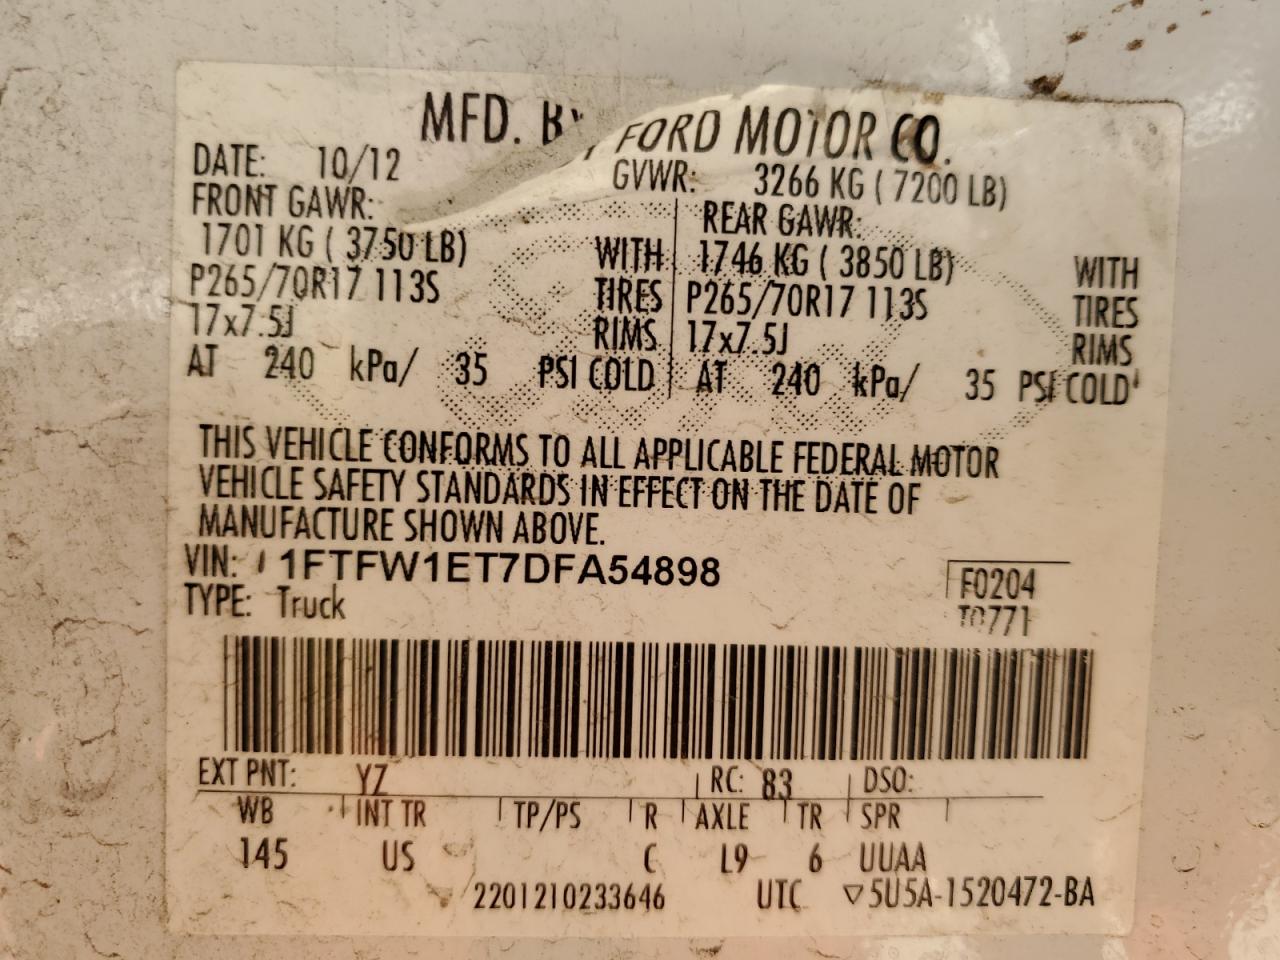 MFD. BY FORD MOTOR CO.
DATE: 10/12 GVWR: 3266 KG ( 7200 LB)
FRONT GAWR: REAR GAWR:
1701 KG ( 3750 LB) WITH 1746 KG ( 3850 LB) WITH
P265/70R17 113S TIRES P265/70R17 113S TIRES
17x7.5J RIMS 17x7.5J RIMS
AT 240 kPa/ 35 PSI COLD AT 240 kPa/ 35 PSI COLD
THIS VEHICLE CONFORMS TO ALL APPLICABLE FEDERAL MOTOR
VEHICLE SAFETY STANDARDS IN EFFECT ON THE DATE OF
MANUFACTURE SHOWN ABOVE.
VIN: 1FTFW1ET7DFA54898
F0204
TYPE: Truck
T0771
EXT PNT: YZ RC: 83 DSO:
WB INT TR TP/PS R AXLE TR SPR
145 US C L9 6 UUAA
2201210233646 UTC ▽5U5A-1520472-BA